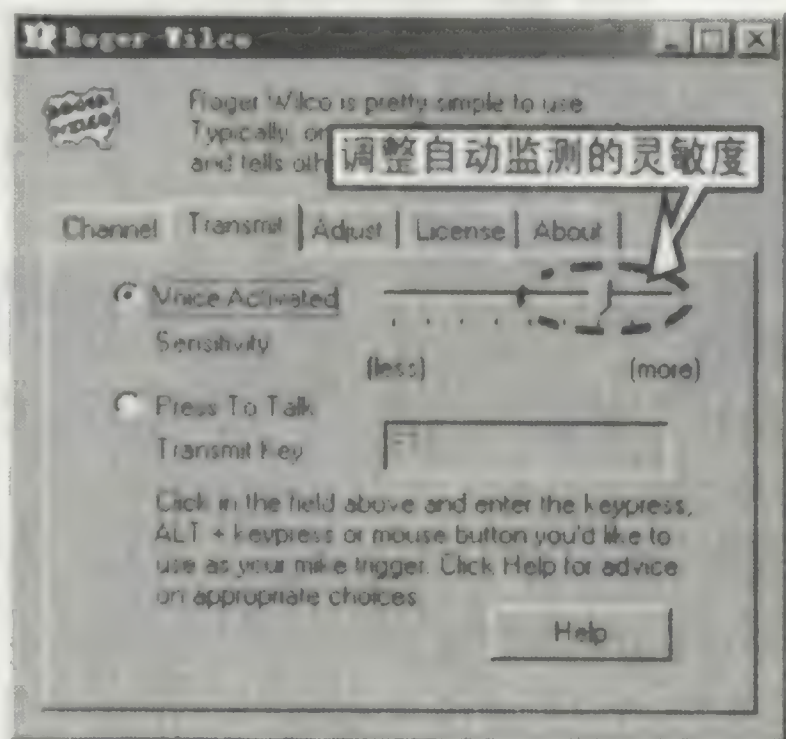 Roger Wilco
Roger Wilco is pretty simple to use.
Typically, on
and tells oth
调整自动监测的灵敏度
Channel Transmit Adjust License About
Voice Activated
Sensitivity
(less) (more)
Press To Talk
Transmit Key
Click in the field above and enter the keypress,
ALT + keypress or mouse button you'd like to
use as your mike trigger. Click Help for advice
on appropriate choices
Help